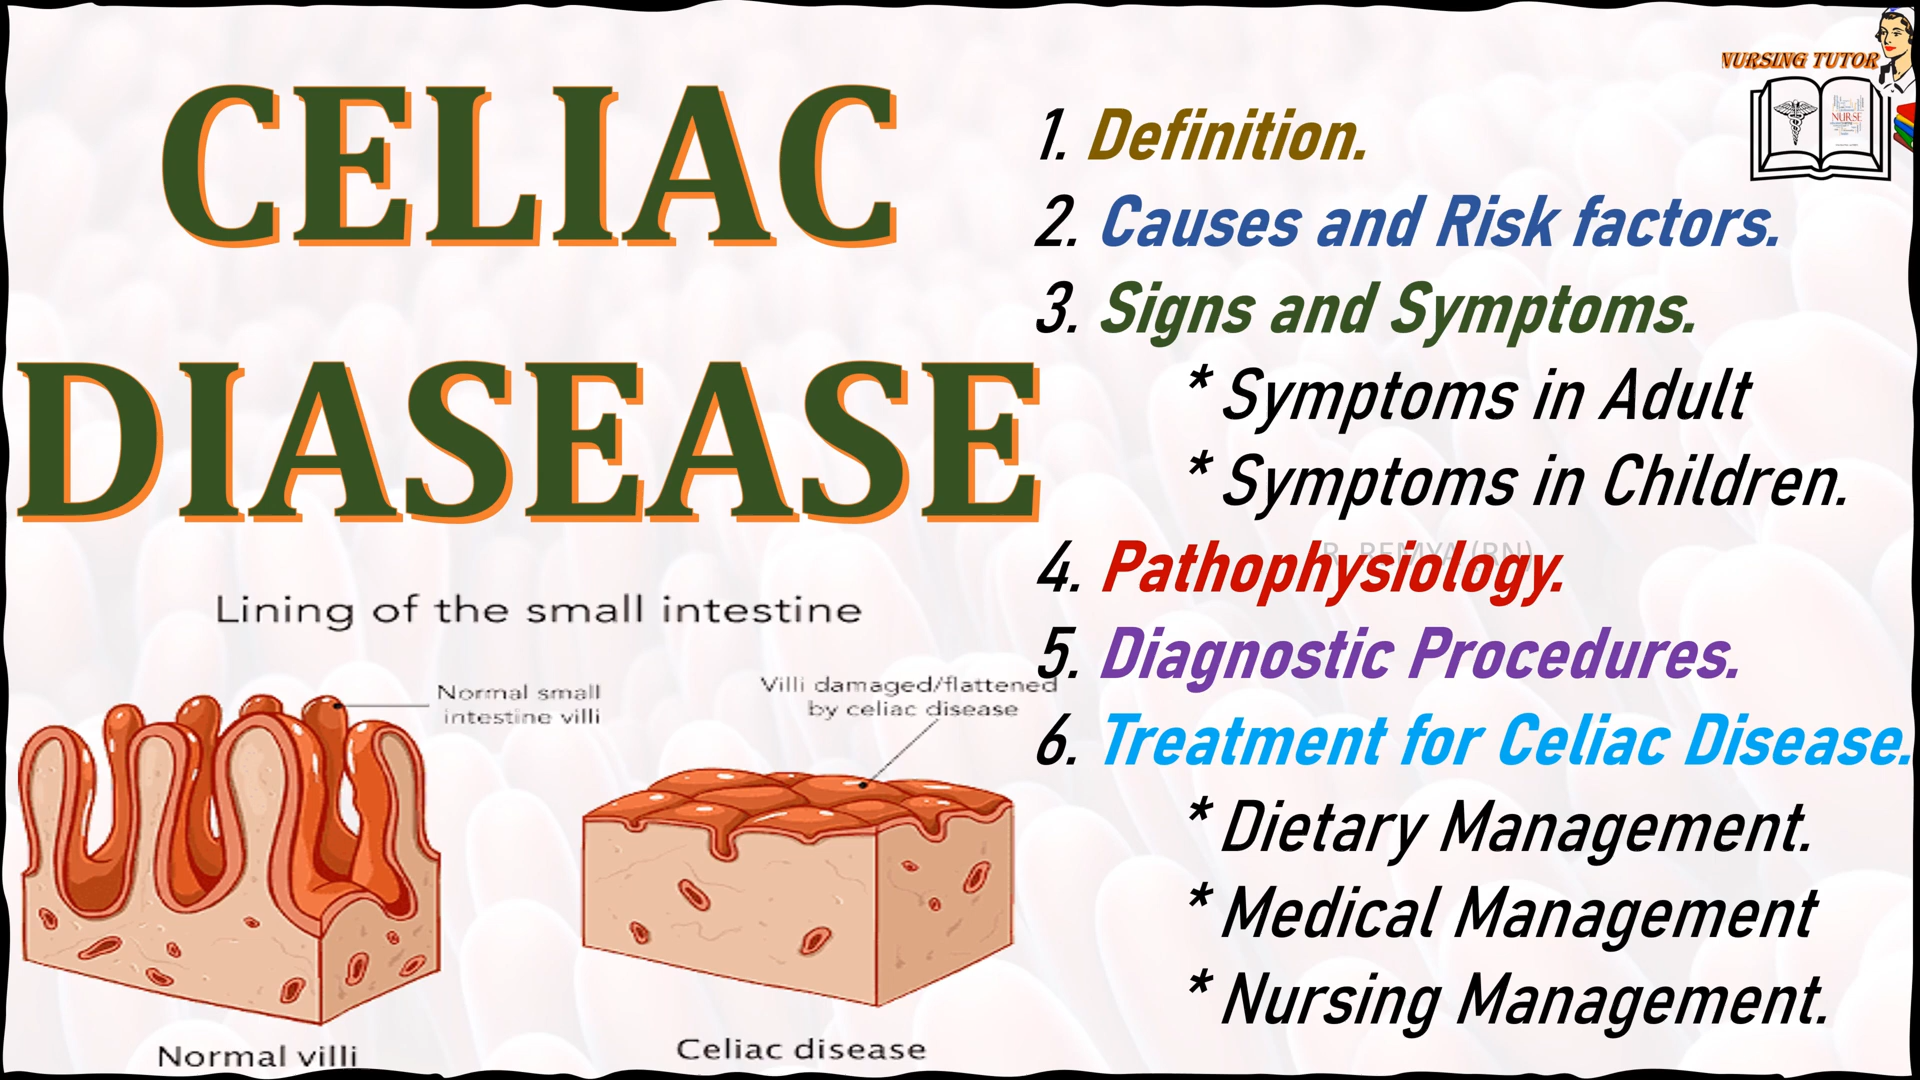 CELIAC
DIASEASE
Lining of the small intestine
Normal small
intestine villi
Villi damaged/flattened
by celiac disease
Normal villi
Celiac disease
NURSING TUTOR
NURSE
1. Definition.
2. Causes and Risk factors.
3. Signs and Symptoms.
* Symptoms in Adult
* Symptoms in Children.
R. REMYA (RN)
4. Pathophysiology.
5. Diagnostic Procedures.
6. Treatment for Celiac Disease.
* Dietary Management.
* Medical Management
* Nursing Management.